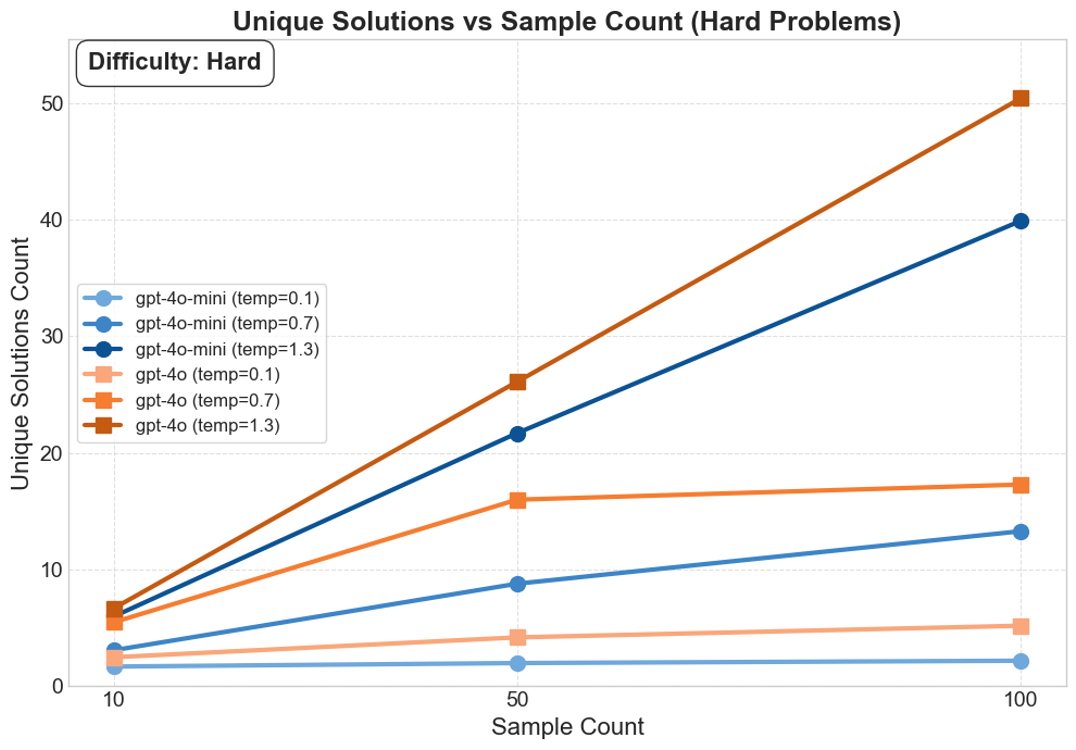 Unique Solutions vs Sample Count (Hard Problems)
Difficulty: Hard
Unique Solutions Count
50
40
30
20
10
0
gpt-4o-mini (temp=0.1)
gpt-4o-mini (temp=0.7)
gpt-4o-mini (temp=1.3)
gpt-4o (temp=0.1)
gpt-4o (temp=0.7)
gpt-4o (temp=1.3)
10 50 100
Sample Count